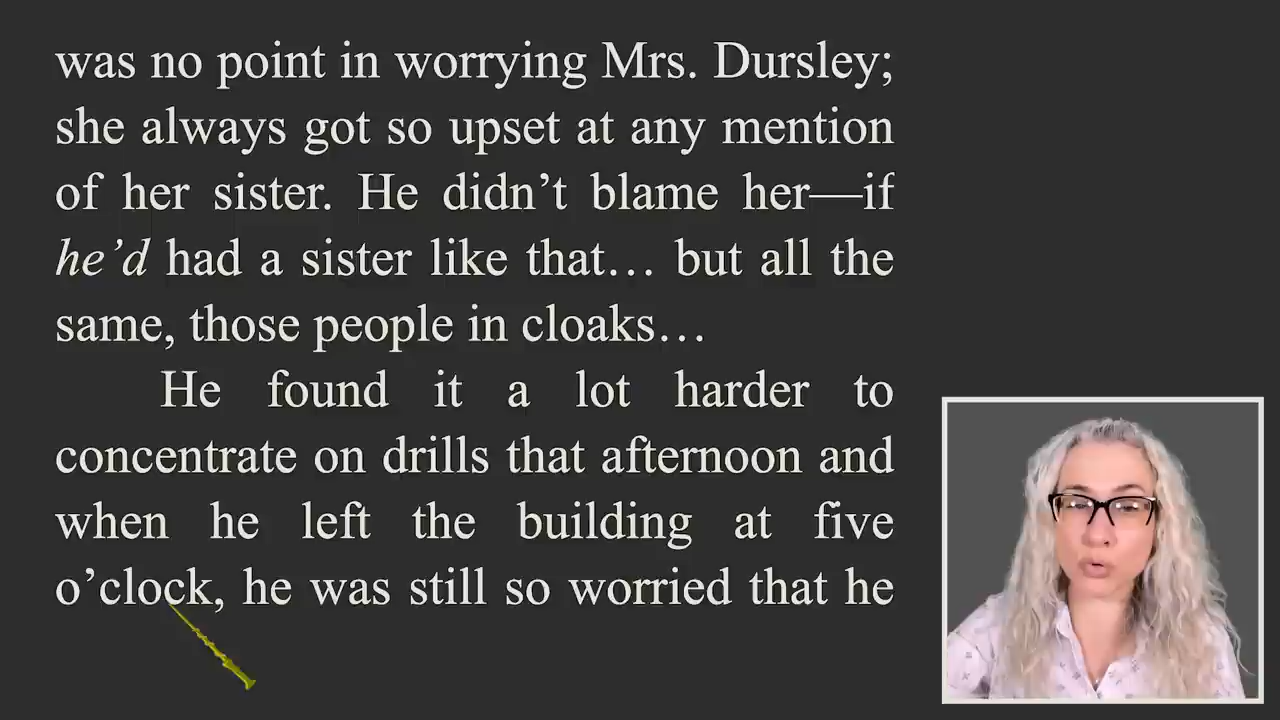 was no point in worrying Mrs. Dursley;
she always got so upset at any mention
of her sister. He didn’t blame her—if
he’d had a sister like that… but all the
same, those people in cloaks…
He found it a lot harder to
concentrate on drills that afternoon and
when he left the building at five
o’clock, he was still so worried that he